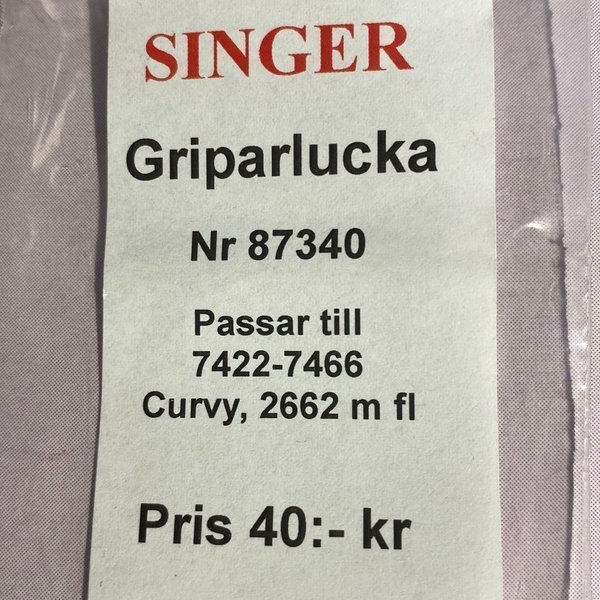 SINGER
Griparlucka
Nr 87340
Passar till
7422-7466
Curvy, 2662 m fl
Pris 40:- kr